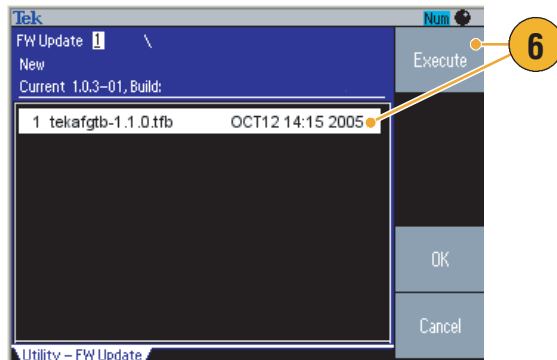 Tek
Num
FW Update 1 \
New
Current 1.0.3-01, Build:
Execute
6
1 tekafgtb-1.1.0.tfb OCT12 14:15 2005
OK
Cancel
Utility - FW Update